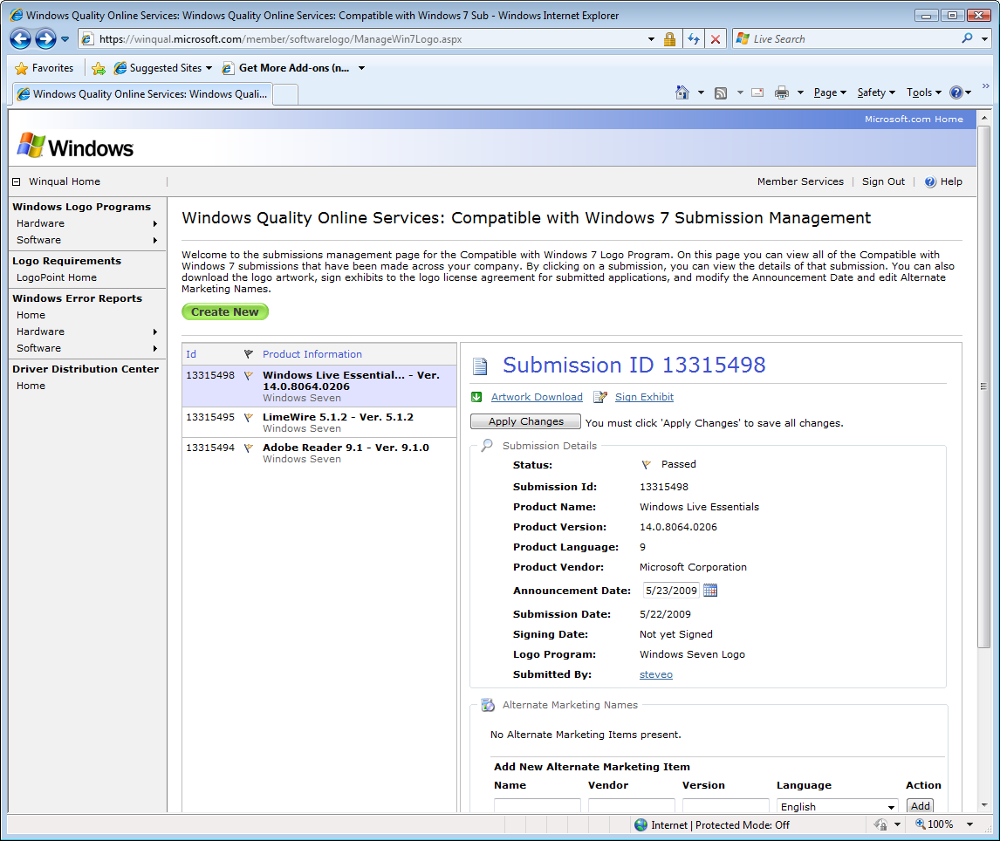 Windows Quality Online Services: Windows Quality Online Services: Compatible with Windows 7 Sub - Windows Internet Explorer
https://winqual.microsoft.com/member/softwarelogo/ManageWin7Logo.aspx
Live Search
Favorites
Suggested Sites
Get More Add-ons (n...
Windows Quality Online Services: Windows Quali...
Page
Safety
Tools
Microsoft.com Home
Windows
Winqual Home
Member Services | Sign Out | Help
Windows Logo Programs
Hardware
Software
Logo Requirements
LogoPoint Home
Windows Error Reports
Home
Hardware
Software
Driver Distribution Center
Home
Windows Quality Online Services: Compatible with Windows 7 Submission Management
Welcome to the submissions management page for the Compatible with Windows 7 Logo Program. On this page you can view all of the Compatible with
Windows 7 submissions that have been made across your company. By clicking on a submission, you can view the details of that submission. You can also
download the logo artwork, sign exhibits to the logo license agreement for submitted applications, and modify the Announcement Date and edit Alternate
Marketing Names.
Create New
Id Product Information
13315498 Windows Live Essential... - Ver.
14.0.8064.0206
Windows Seven
13315495 LimeWire 5.1.2 - Ver. 5.1.2
Windows Seven
13315494 Adobe Reader 9.1 - Ver. 9.1.0
Windows Seven
Submission ID 13315498
Artwork Download Sign Exhibit
Apply Changes You must click 'Apply Changes' to save all changes.
Submission Details
Status: Passed
Submission Id: 13315498
Product Name: Windows Live Essentials
Product Version: 14.0.8064.0206
Product Language: 9
Product Vendor: Microsoft Corporation
Announcement Date: 5/23/2009
Submission Date: 5/22/2009
Signing Date: Not yet Signed
Logo Program: Windows Seven Logo
Submitted By: steveo
Alternate Marketing Names
No Alternate Marketing Items present.
Add New Alternate Marketing Item
Name Vendor Version Language Action
English Add
Internet | Protected Mode: Off
100%